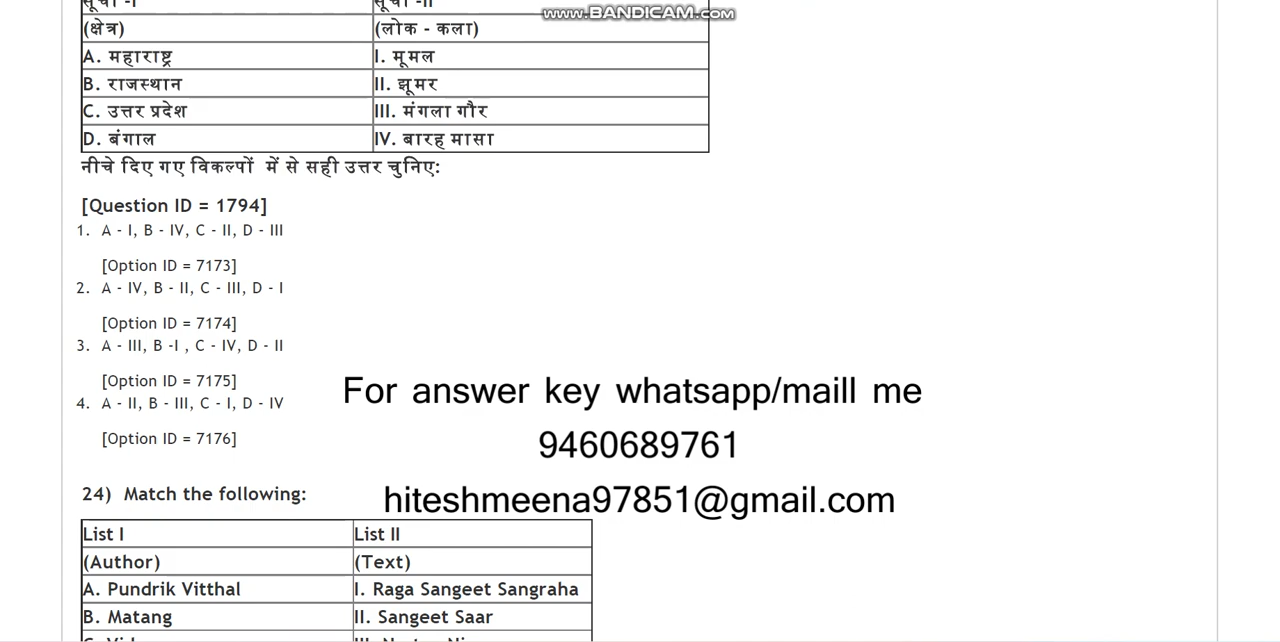 सूची -I सूची -II
www.BANDICAM.com
(क्षेत्र) (लोक - कला)
A. महाराष्ट्र I. मूमल
B. राजस्थान II. झूमर
C. उत्तर प्रदेश III. मंगला गौर
D. बंगाल IV. बारह मासा
नीचे दिए गए विकल्पों में से सही उत्तर चुनिए:
[Question ID = 1794]
1. A - I, B - IV, C - II, D - III
[Option ID = 7173]
2. A - IV, B - II, C - III, D - I
[Option ID = 7174]
3. A - III, B -I , C - IV, D - II
[Option ID = 7175]
4. A - II, B - III, C - I, D - IV
[Option ID = 7176]
For answer key whatsapp/maill me
9460689761
hiteshmeena97851@gmail.com
24) Match the following:
List I List II
(Author) (Text)
A. Pundrik Vitthal I. Raga Sangeet Sangraha
B. Matang II. Sangeet Saar